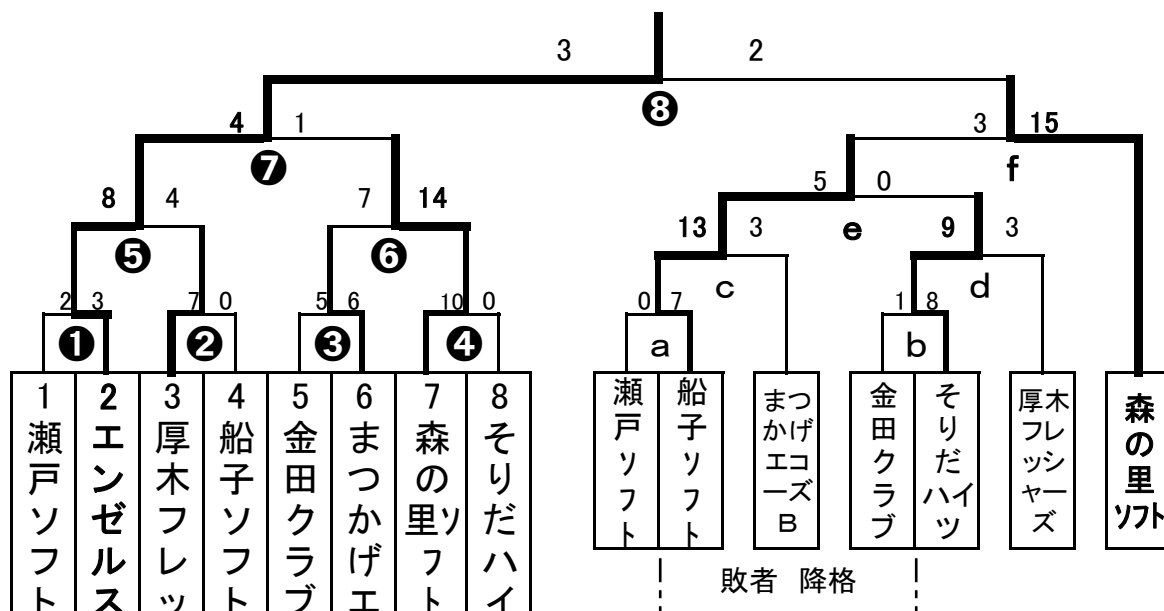 3 2
❽
4 1 3 15
❼ f
8 4 7 14 5 0
❺ ❻ 13 3 e 9 3
2 3 7 0 5 6 10 0 0 7 c 1 8 d
❶ ❷ ❸ ❹ a b
1 2 3 4 5 6 7 8
瀬戸ソフト
エンゼルス
厚木フレッ
船子ソフト
金田クラブ
まつかげエ
森の里ソフト
そりだハイ
瀬戸ソフト
船子ソフト
まつかげエコーズB
金田クラブ
そりだハイツ
厚木フレッシャーズ
森の里ソフト
敗者 降格